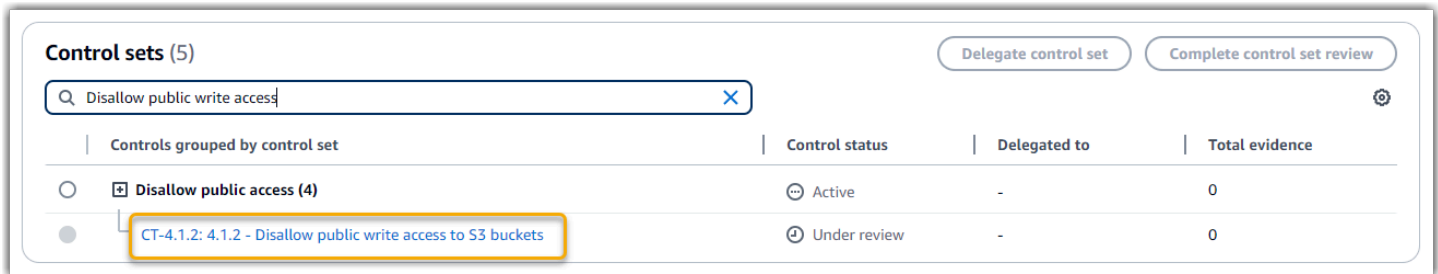 Control sets (5)
Delegate control set
Complete control set review
Disallow public write access
Controls grouped by control set
Control status
Delegated to
Total evidence
Disallow public access (4)
Active
-
0
CT-4.1.2: 4.1.2 - Disallow public write access to S3 buckets
Under review
-
0